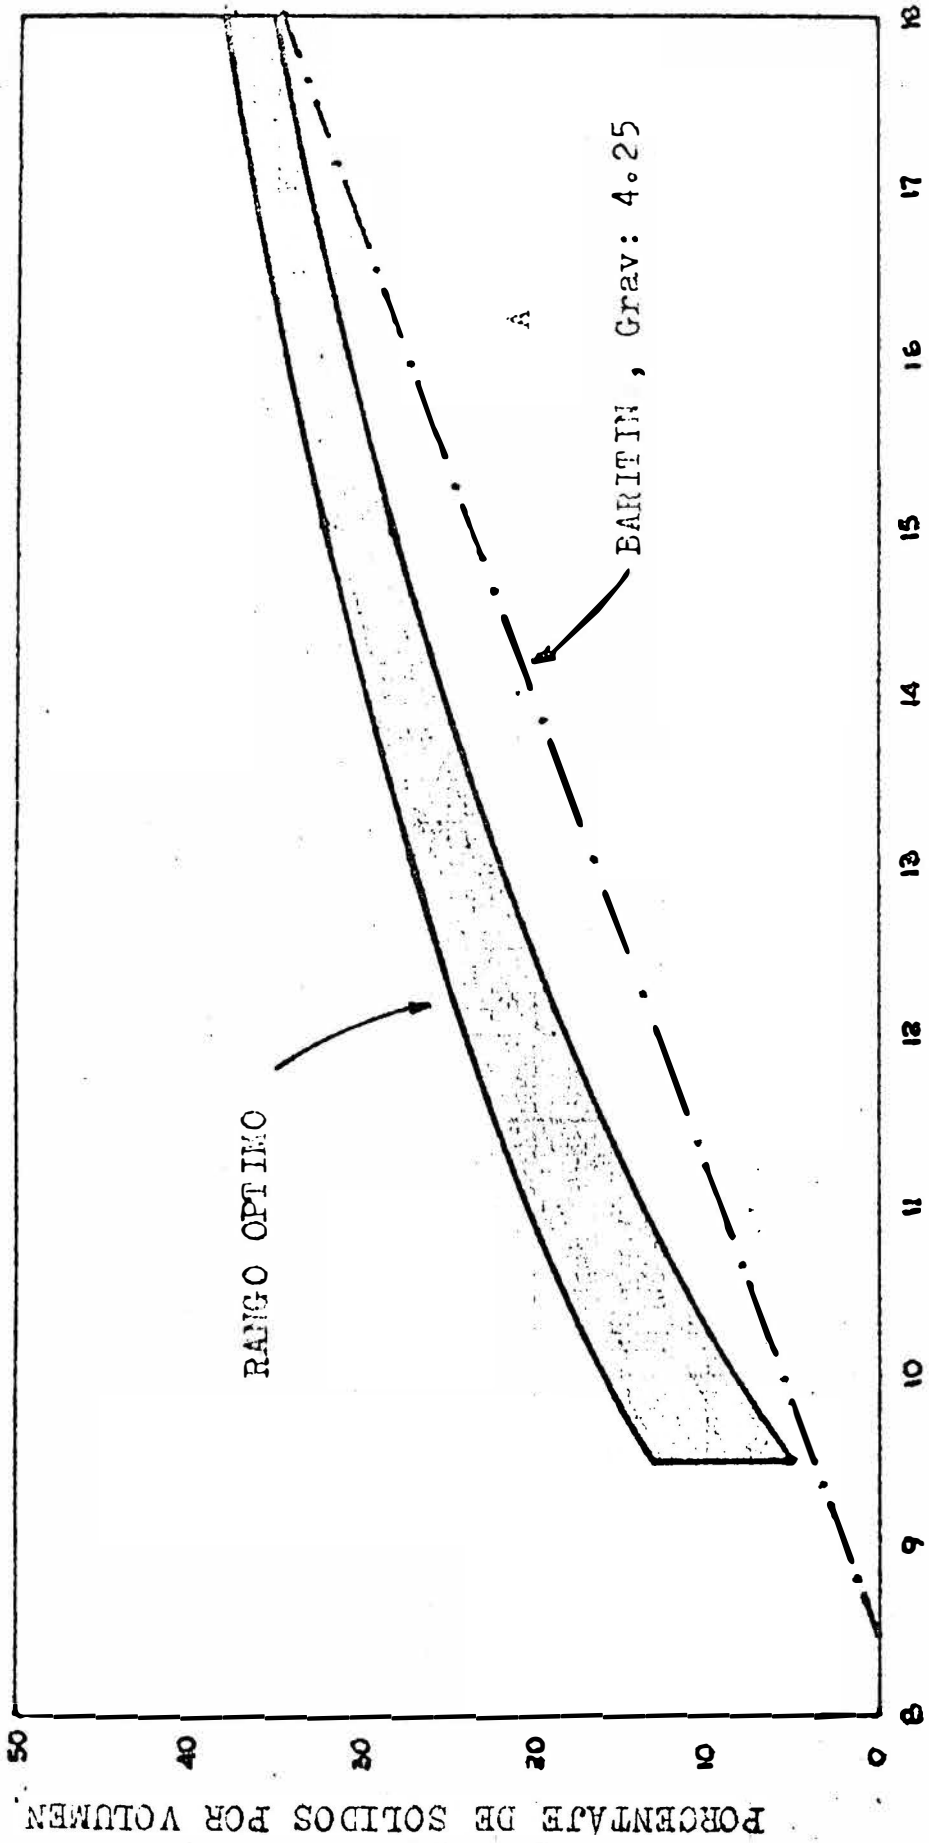 PORCENTAJE DE SOLIDOS POR VOLUMEN
50
40
30
20
10
0
RANGO OPTIMO
A
BARITIN , Grav: 4.25
8 9 10 11 12 13 14 15 16 17 18